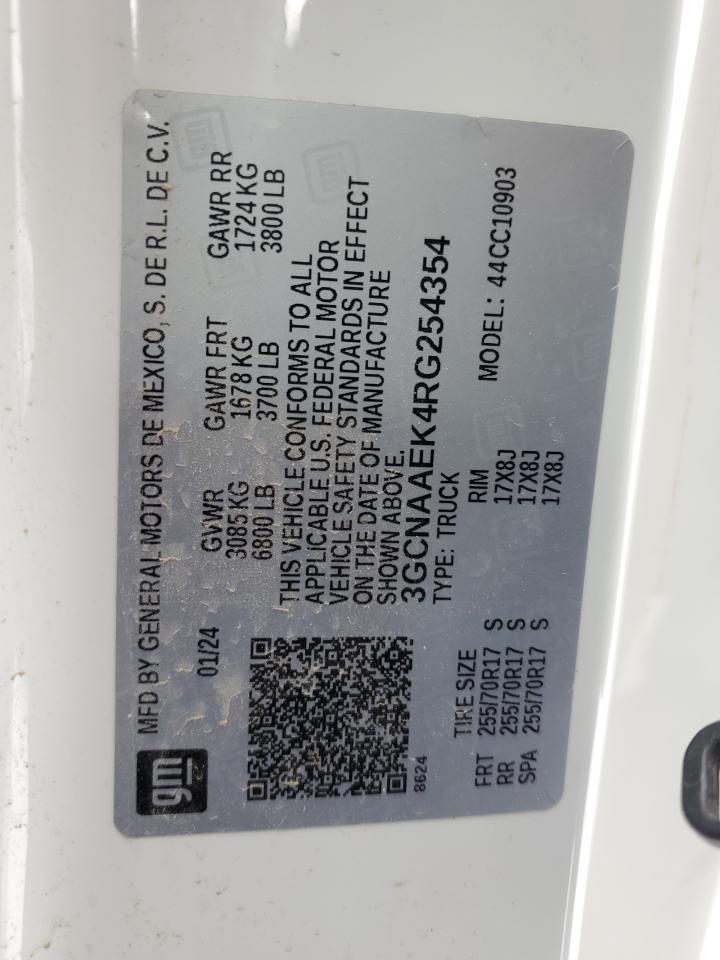 gm
MFD BY GENERAL MOTORS DE MEXICO, S. DE R.L. DE C.V.
01/24
GVWR GAWR FRT GAWR RR
3085 KG 1678 KG 1724 KG
6800 LB 3700 LB 3800 LB
THIS VEHICLE CONFORMS TO ALL
APPLICABLE U.S. FEDERAL MOTOR
VEHICLE SAFETY STANDARDS IN EFFECT
ON THE DATE OF MANUFACTURE
SHOWN ABOVE.
3GCNAAEK4RG254354
TYPE: TRUCK
MODEL: 44CC10903
8624
TIRE SIZE RIM
FRT 255/70R17 S 17X8J
RR 255/70R17 S 17X8J
SPA 255/70R17 S 17X8J